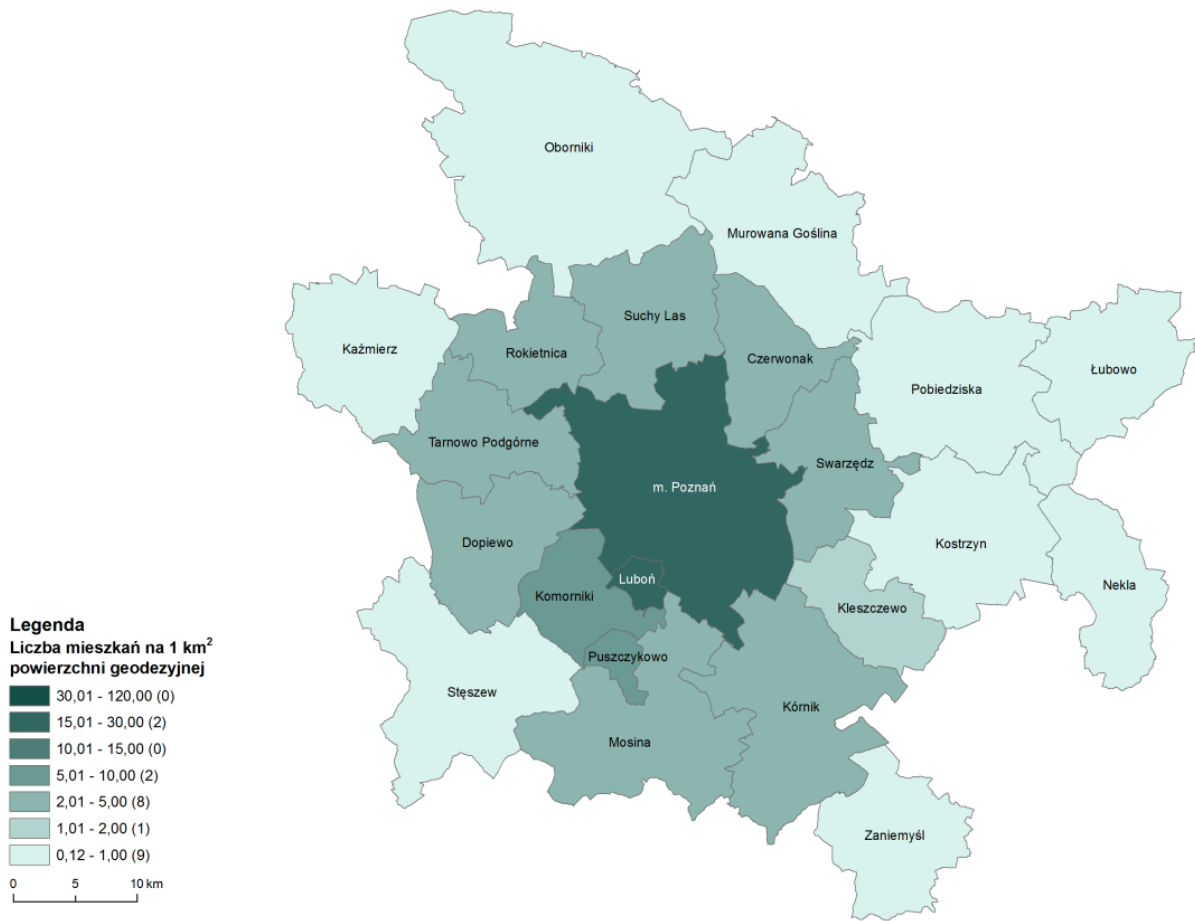 Oborniki
Murowana Goślina
Suchy Las
Kaźmierz
Rokietnica
Czerwonak
Łubowo
Pobiedziska
Tarnowo Podgórne
Swarzędz
m. Poznań
Dopiewo
Kostrzyn
Luboń
Nekla
Komorniki
Kleszczewo
Puszczykowo
Stęszew
Kórnik
Mosina
Zaniemyśl
Legenda
Liczba mieszkań na 1 km²
powierzchni geodezyjnej
30,01 - 120,00 (0)
15,01 - 30,00 (2)
10,01 - 15,00 (0)
5,01 - 10,00 (2)
2,01 - 5,00 (8)
1,01 - 2,00 (1)
0,12 - 1,00 (9)
0 5 10 km